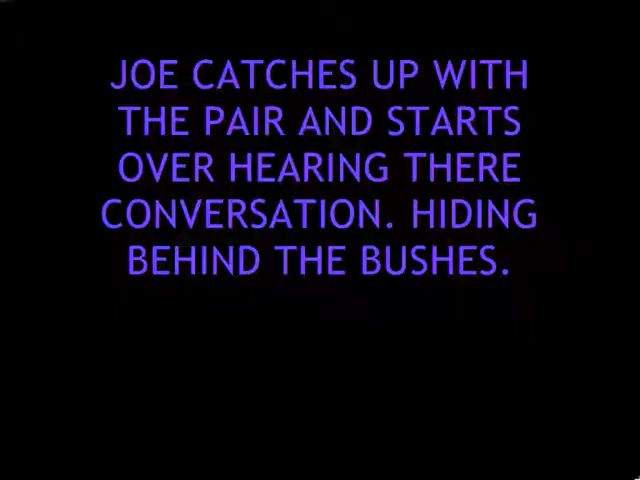 JOE CATCHES UP WITH
THE PAIR AND STARTS
OVER HEARING THERE
CONVERSATION. HIDING
BEHIND THE BUSHES.